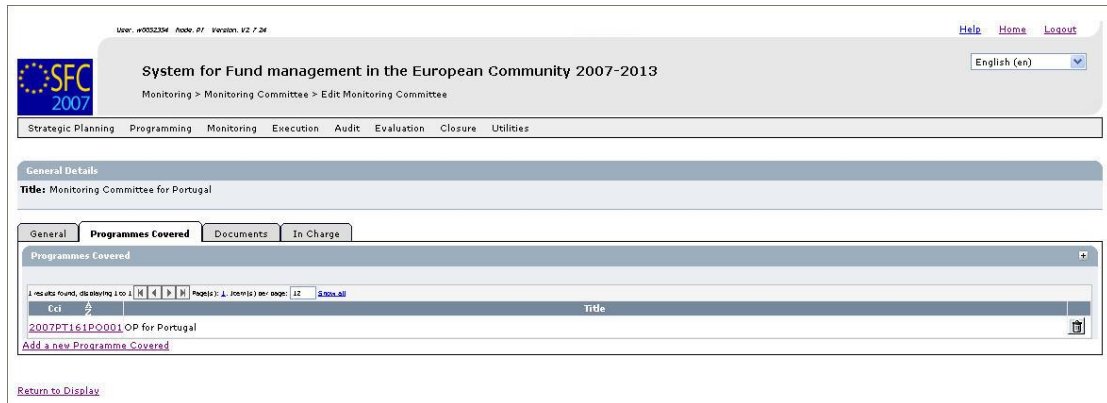 User. w0052354 Node. P1 Version. V2 7 24
Help Home Logout
SFC
2007
System for Fund management in the European Community 2007-2013
English (en)
Monitoring > Monitoring Committee > Edit Monitoring Committee
Strategic Planning Programming Monitoring Execution Audit Evaluation Closure Utilities
General Details
Title: Monitoring Committee for Portugal
General Programmes Covered Documents In Charge
Programmes Covered
1 results found, displaying 1 to 1 Page(s): 1. Item(s) per page: 12 Show all
Cci A Z Title
2007PT161PO001 OP for Portugal
Add a new Programme Covered
Return to Display